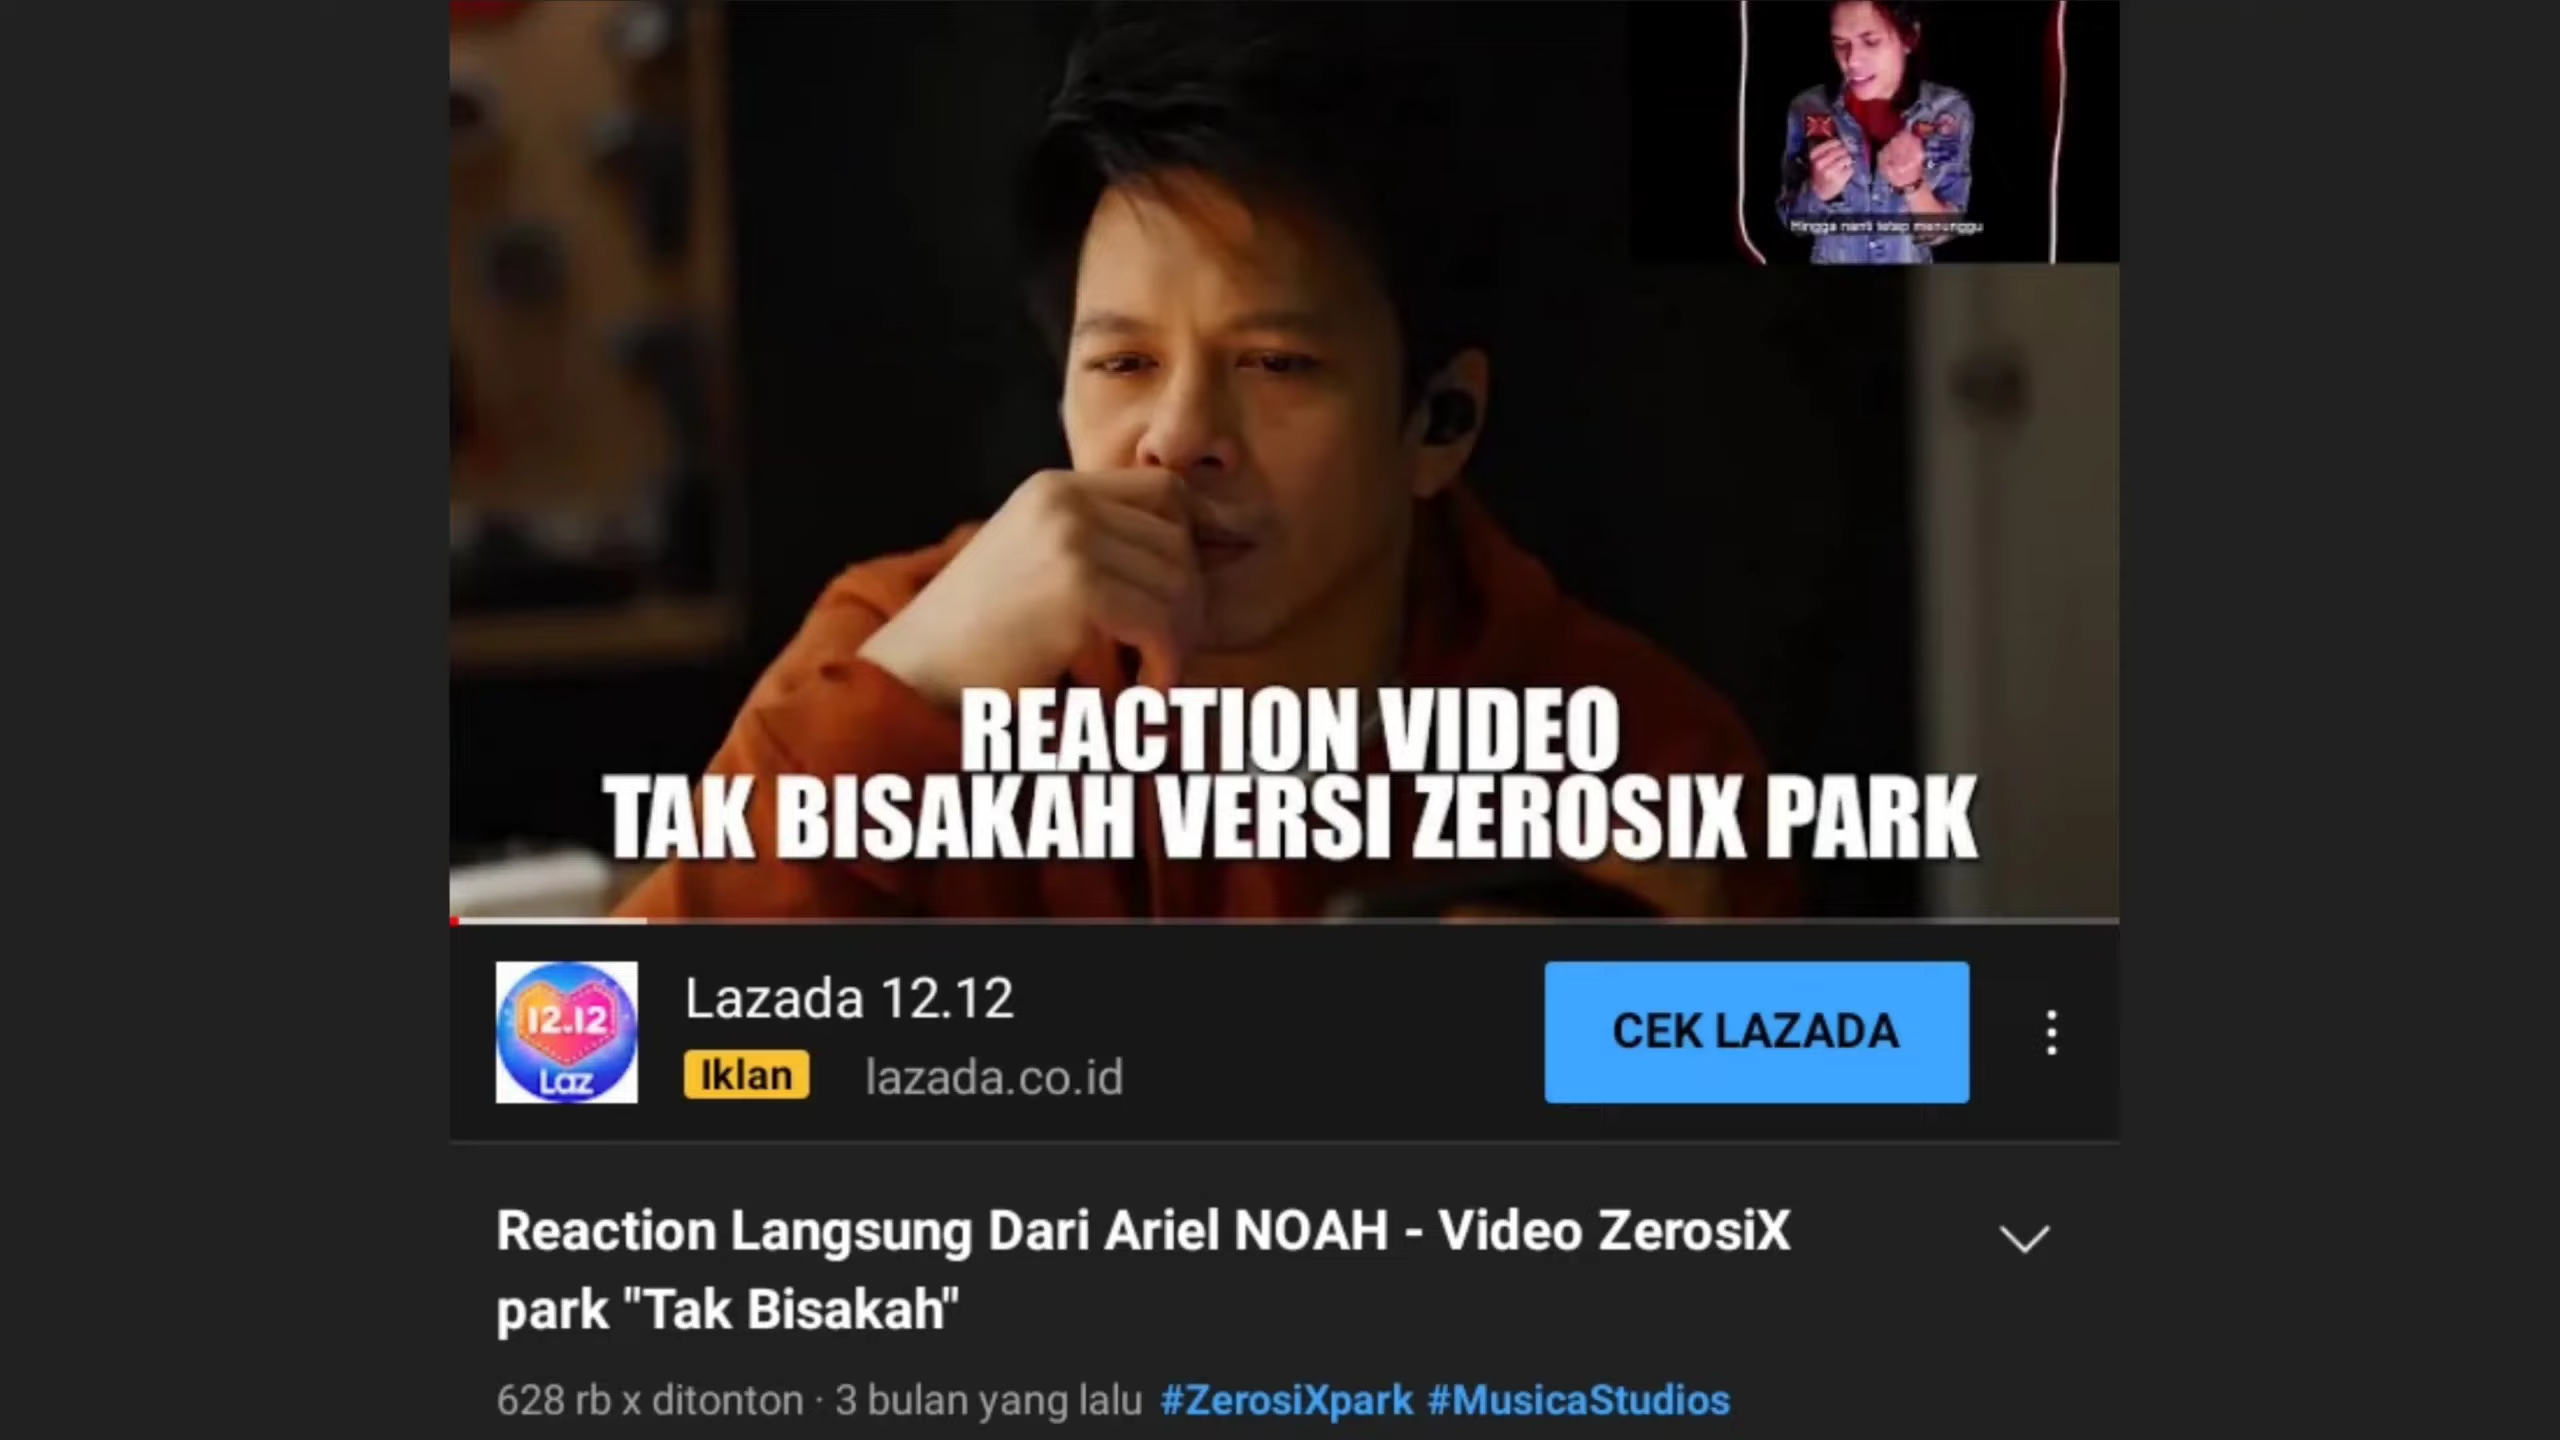 Hingga nanti tetap menunggu
REACTION VIDEO
TAK BISAKAH VERSI ZEROSIX PARK
12.12
Laz
Lazada 12.12
Iklan lazada.co.id
CEK LAZADA
Reaction Langsung Dari Ariel NOAH - Video ZerosiX
park "Tak Bisakah"
628 rb x ditonton · 3 bulan yang lalu #ZerosiXpark #MusicaStudios